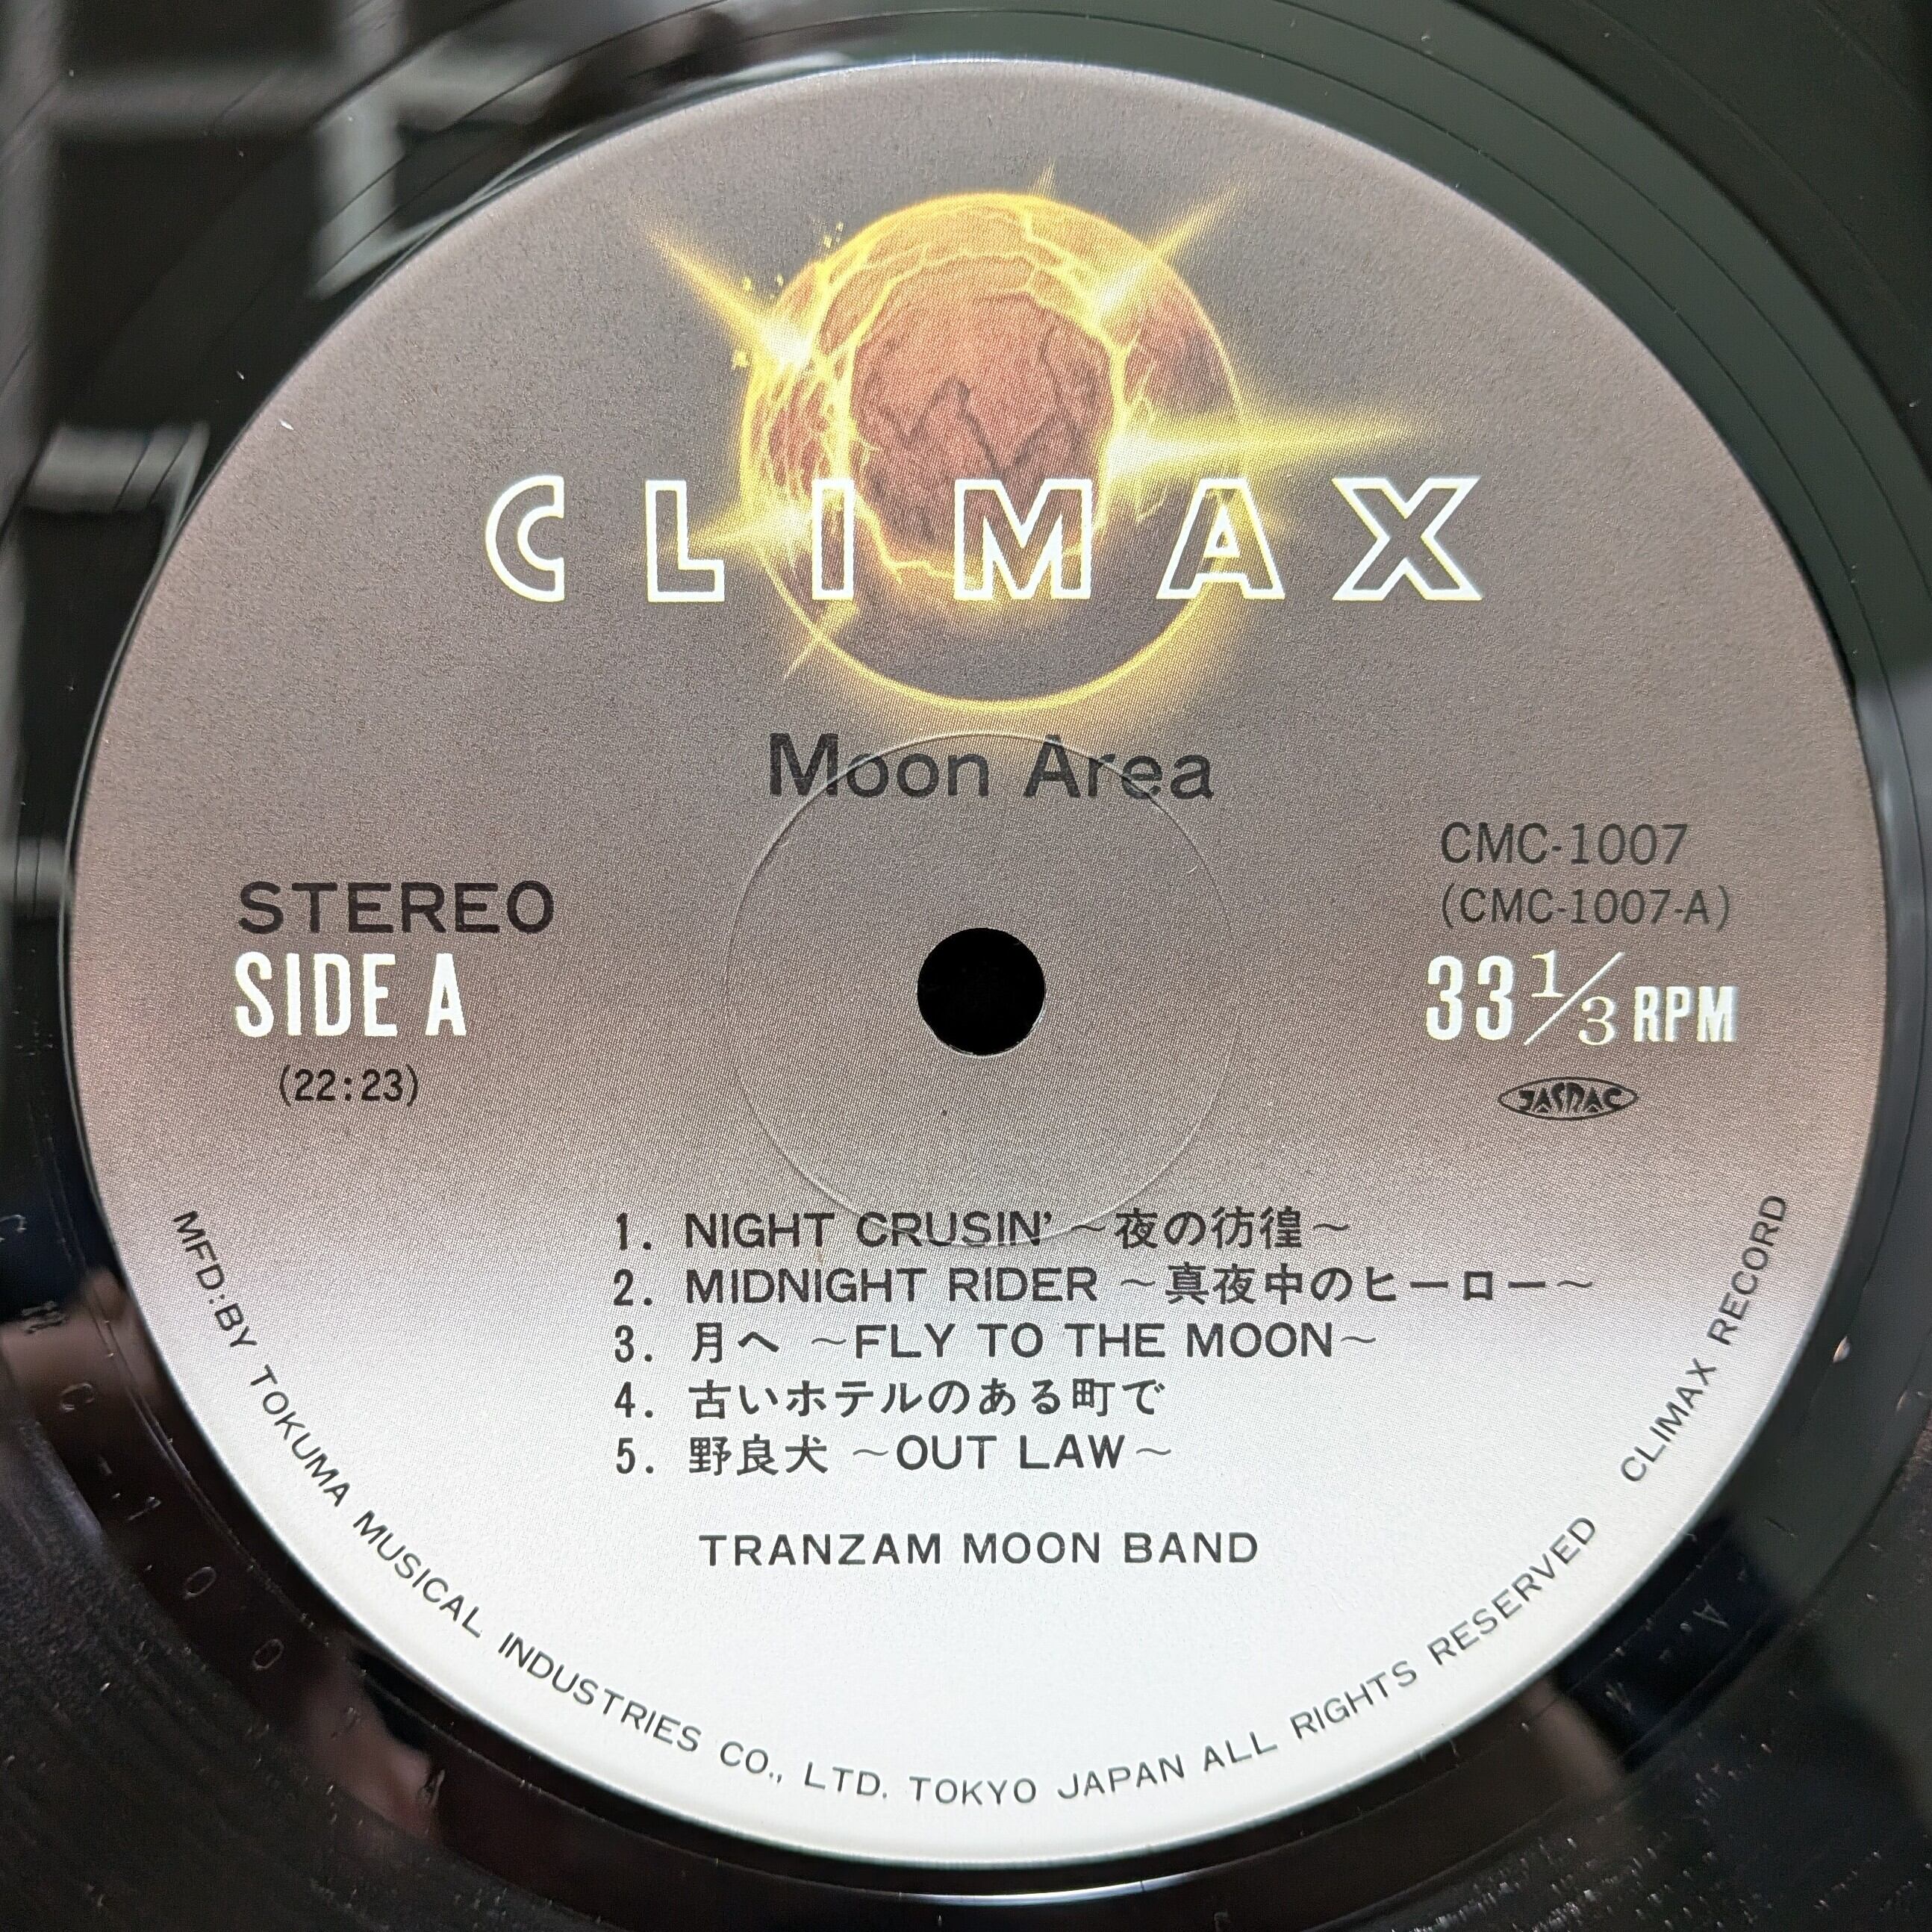 CLIMAX
Moon Area
STEREO
SIDE A
(22:23)
CMC-1007
(CMC-1007-A)
33 1/3 RPM
JASRAC
1. NIGHT CRUSIN' ～夜の彷徨～
2. MIDNIGHT RIDER ～真夜中のヒーロー～
3. 月へ ～FLY TO THE MOON～
4. 古いホテルのある町で
5. 野良犬 ～OUT LAW～
TRANZAM MOON BAND
MFD:BY TOKUMA MUSICAL INDUSTRIES CO., LTD. TOKYO JAPAN ALL RIGHTS RESERVED CLIMAX RECORD